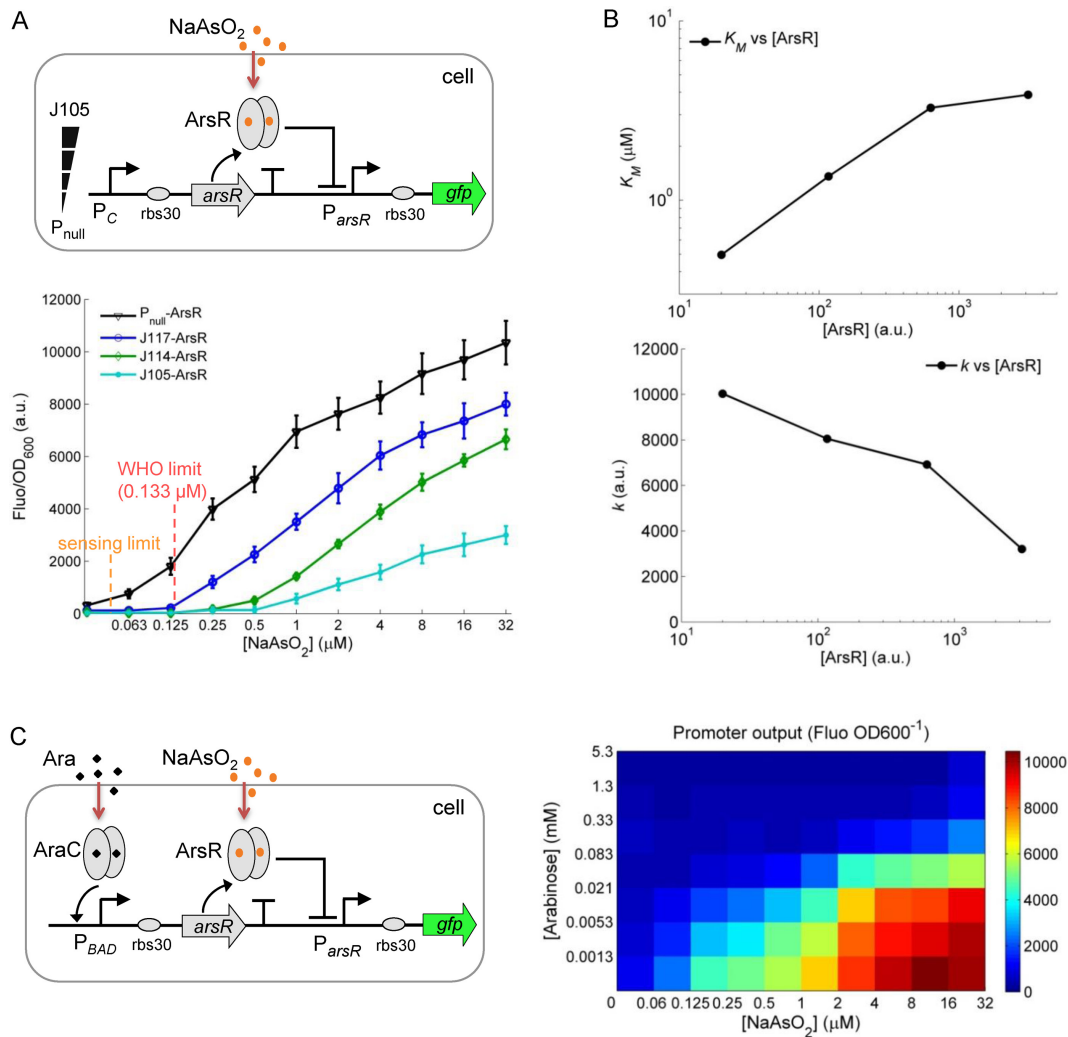 A
NaAsO2
cell
J105
ArsR
PC
rbs30
arsR
ParsR
rbs30
gfp
Pnull
12000
10000
8000
6000
4000
2000
0
Fluo/OD600 (a.u.)
Pnull-ArsR
J117-ArsR
J114-ArsR
J105-ArsR
WHO limit
(0.133 μM)
sensing limit
0.063 0.125 0.25 0.5 1 2 4 8 16 32
[NaAsO2] (μM)
B
10^1
10^0
KM (μM)
KM vs [ArsR]
10^1 10^2 10^3
[ArsR] (a.u.)
12000
10000
8000
6000
4000
2000
0
k (a.u.)
k vs [ArsR]
10^1 10^2 10^3
[ArsR] (a.u.)
C
Ara
NaAsO2
cell
AraC
ArsR
PBAD
rbs30
arsR
ParsR
rbs30
gfp
Promoter output (Fluo OD600^-1)
5.3
1.3
0.33
0.083
0.021
0.0053
0.0013
[Arabinose] (mM)
0 0.06 0.125 0.25 0.5 1 2 4 8 16 32
[NaAsO2] (μM)
10000
8000
6000
4000
2000
0